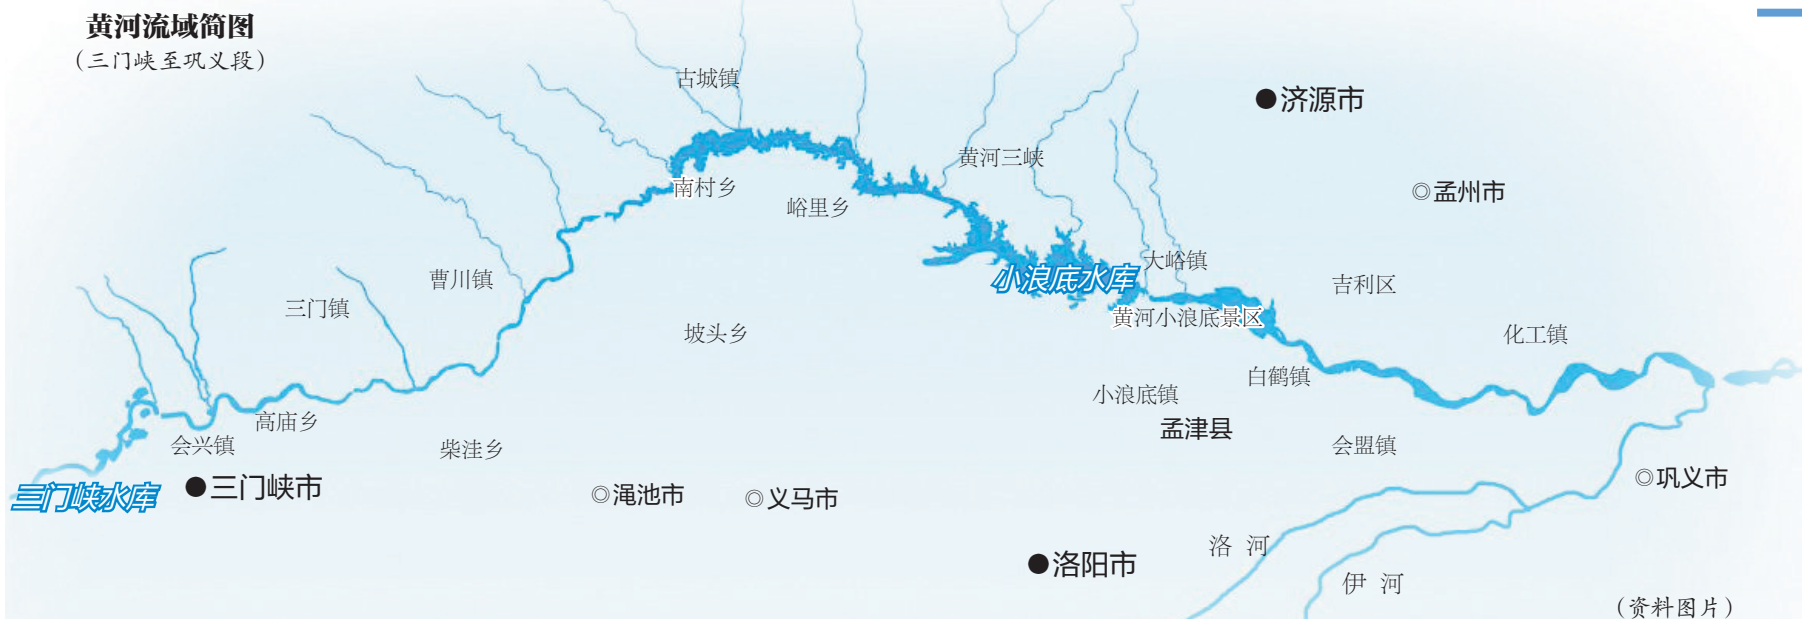 黄河流域简图
（三门峡至巩义段）
古城镇
济源市
黄河三峡
南村乡
峪里乡
孟州市
曹川镇
大峪镇
小浪底水库
吉利区
三门镇
坡头乡
黄河小浪底景区
化工镇
白鹤镇
小浪底镇
高庙乡
孟津县
会兴镇
柴洼乡
会盟镇
三门峡水库
三门峡市
渑池市
义马市
巩义市
洛河
洛阳市
伊河
（资料图片）